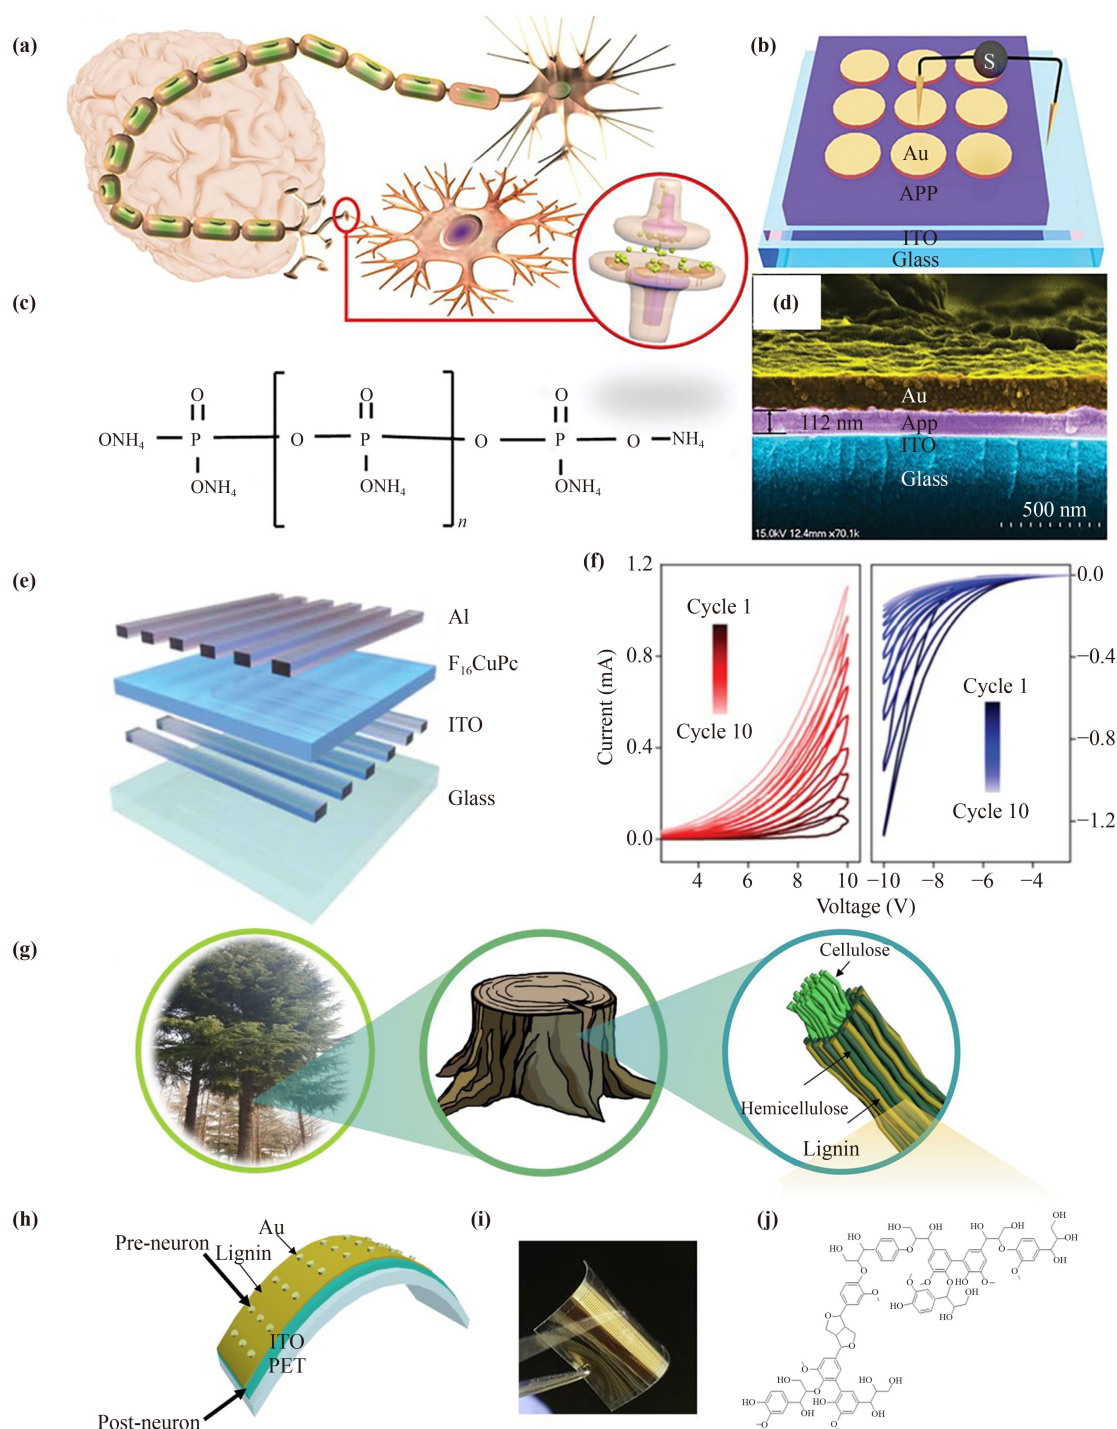 (a)
(b)
S
Au
APP
ITO
Glass
(c)
O
O
O
ONH4
P
O
P
O
P
O
NH4
ONH4
ONH4
ONH4
n
(d)
Au
112 nm
App
ITO
Glass
500 nm
15.0kV 12.4mm x70.1k
(e)
Al
F16CuPc
ITO
Glass
(f)
1.2
0.8
0.4
0.0
Current (mA)
Cycle 1
Cycle 10
Cycle 1
Cycle 10
0.0
−0.4
−0.8
−1.2
4
6
8
10
−10
−8
−6
−4
Voltage (V)
(g)
Cellulose
Hemicellulose
Lignin
(h)
Au
Pre-neuron
Lignin
ITO
PET
Post-neuron
(i)
(j)